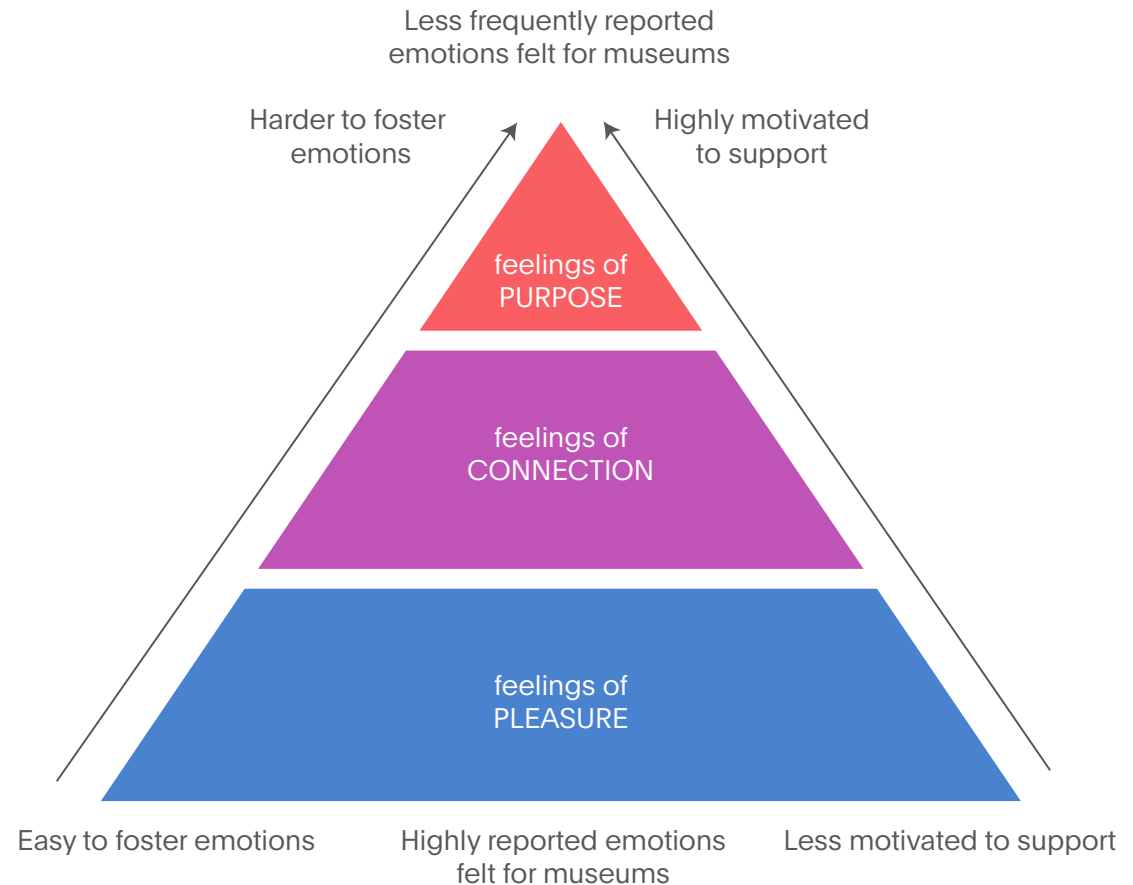 Less frequently reported
emotions felt for museums
Harder to foster
emotions
Highly motivated
to support
feelings of
PURPOSE
feelings of
CONNECTION
feelings of
PLEASURE
Easy to foster emotions
Highly reported emotions
felt for museums
Less motivated to support